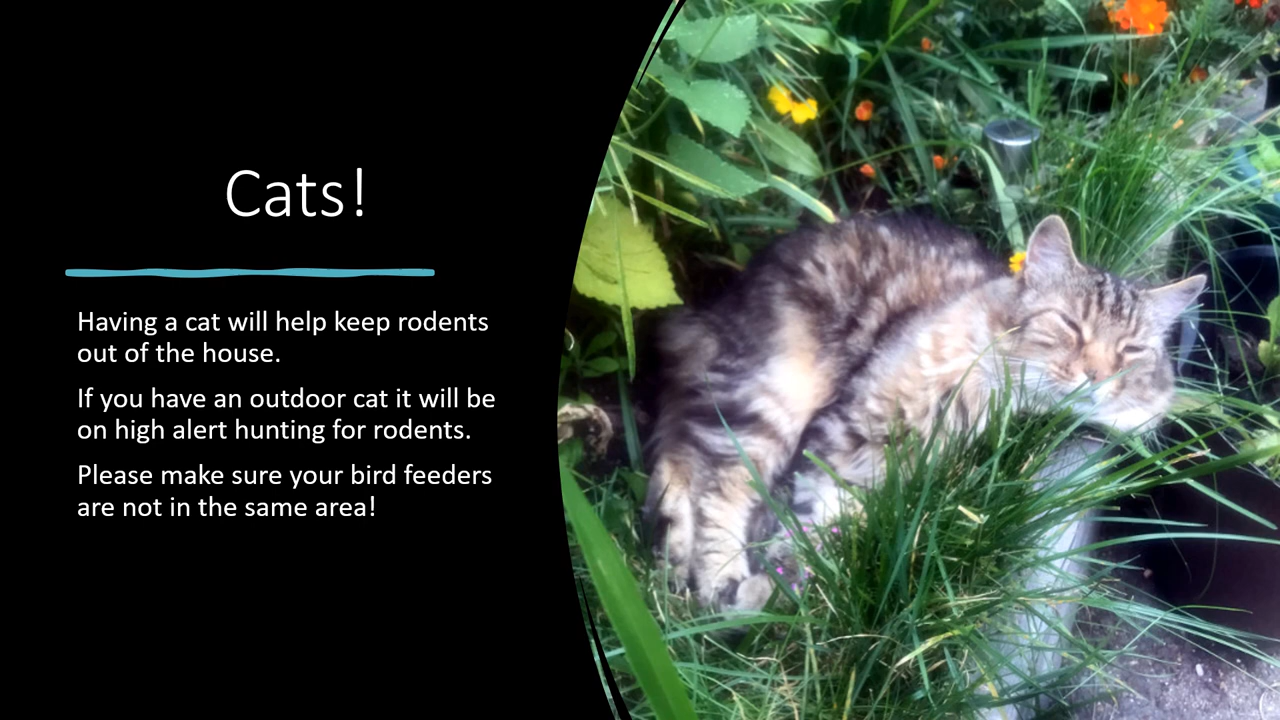 Cats!
Having a cat will help keep rodents
out of the house.
If you have an outdoor cat it will be
on high alert hunting for rodents.
Please make sure your bird feeders
are not in the same area!